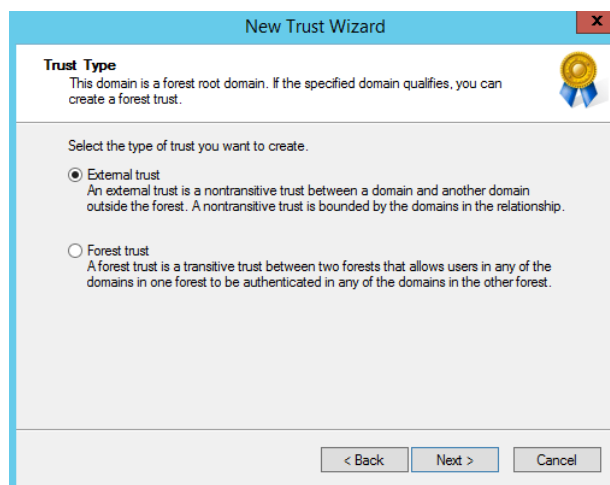 New Trust Wizard
x
Trust Type
This domain is a forest root domain. If the specified domain qualifies, you can
create a forest trust.
Select the type of trust you want to create.
External trust
An external trust is a nontransitive trust between a domain and another domain
outside the forest. A nontransitive trust is bounded by the domains in the relationship.
Forest trust
A forest trust is a transitive trust between two forests that allows users in any of the
domains in one forest to be authenticated in any of the domains in the other forest.
< Back Next > Cancel